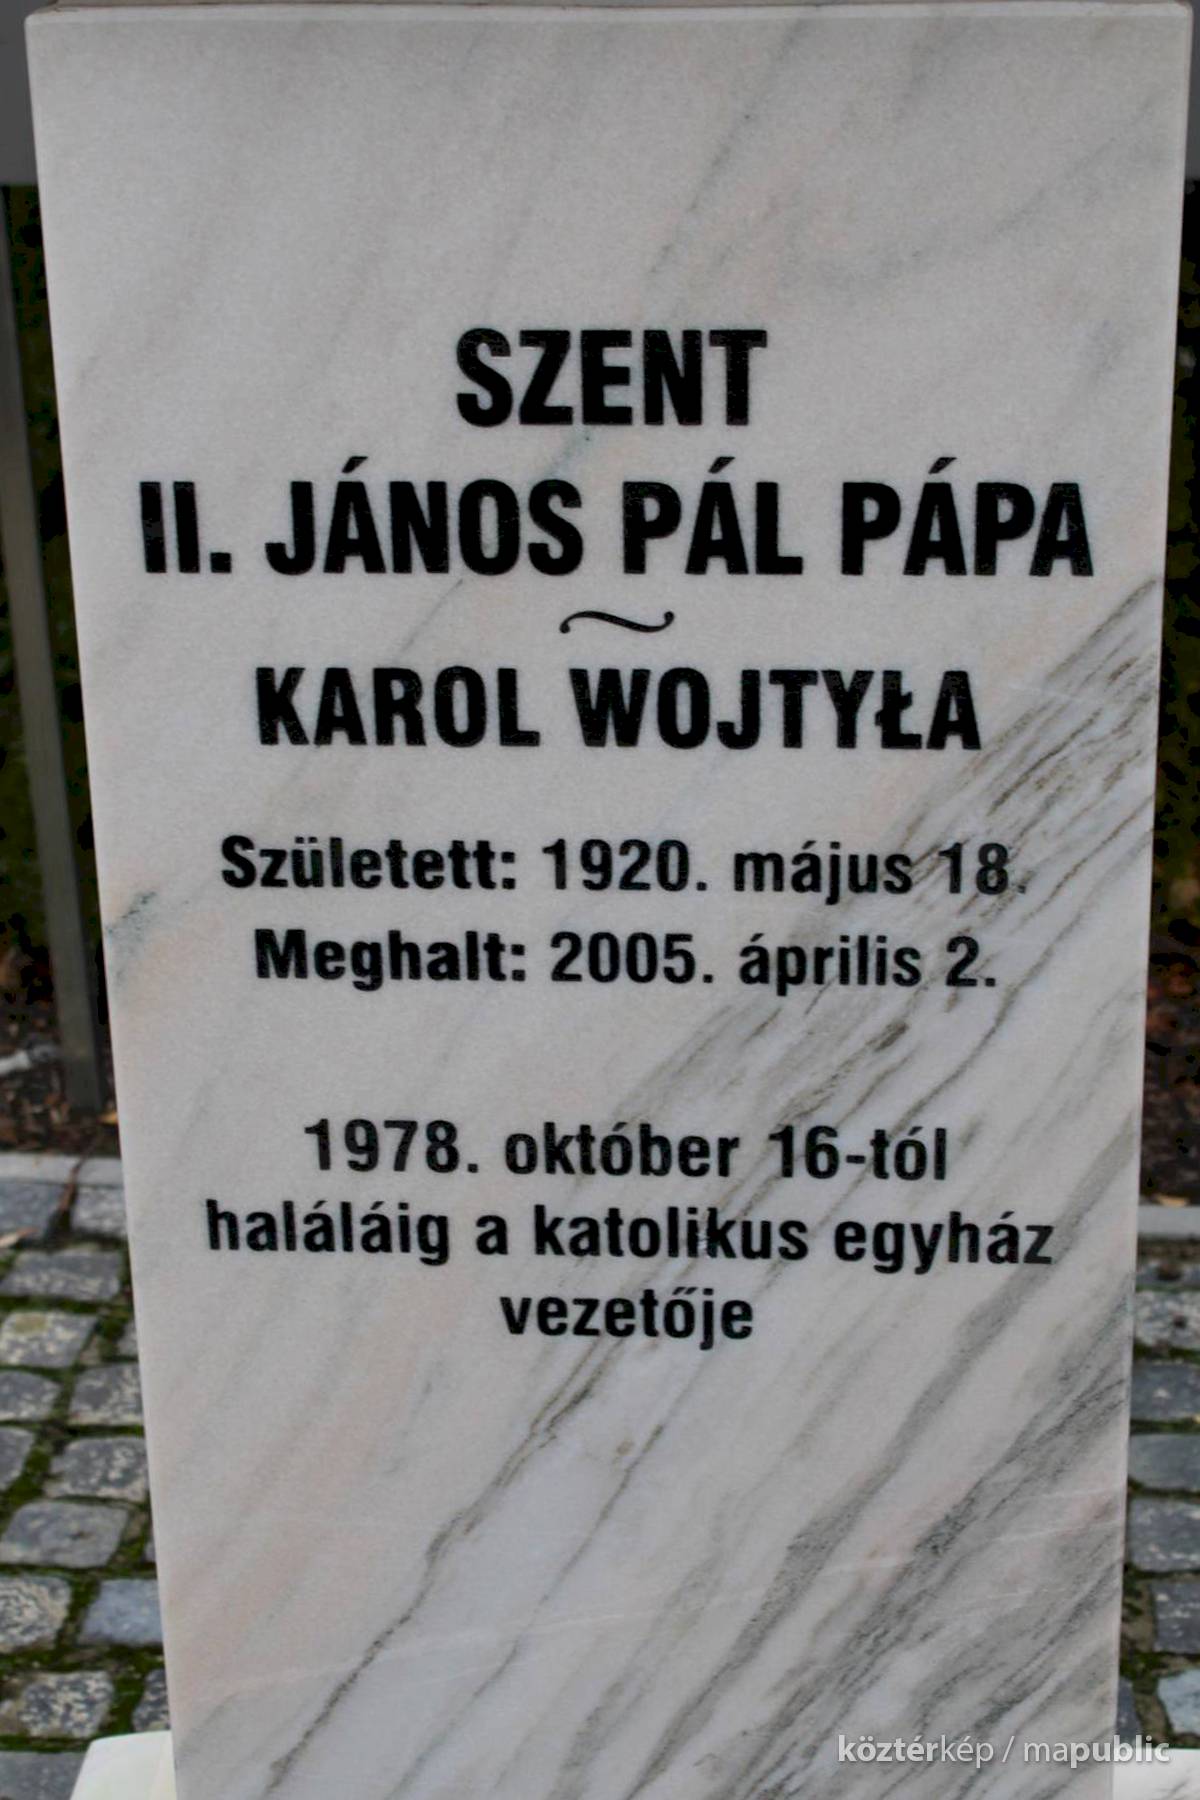 SZENT
II. JÁNOS PÁL PÁPA
~
KAROL WOJTYŁA
Született: 1920. május 18.
Meghalt: 2005. április 2.
1978. október 16-tól
haláláig a katolikus egyház
vezetője
köztérkép / mapublic